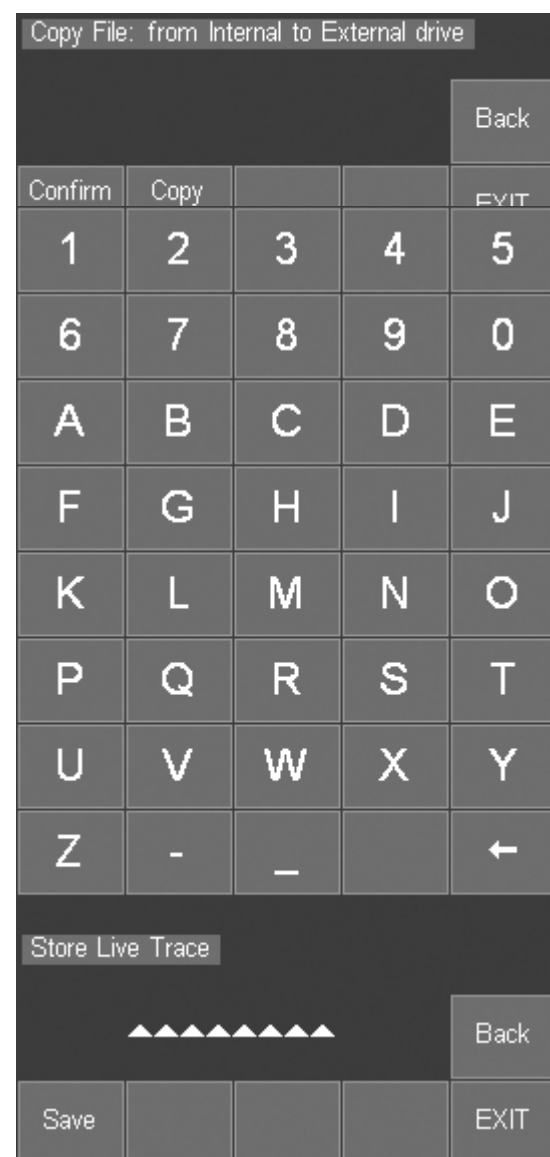 Copy File: from Internal to External drive
Back
Confirm Copy EXIT
1 2 3 4 5
6 7 8 9 0
A B C D E
F G H I J
K L M N O
P Q R S T
U V W X Y
Z - _ ←
Store Live Trace
Back
Save EXIT